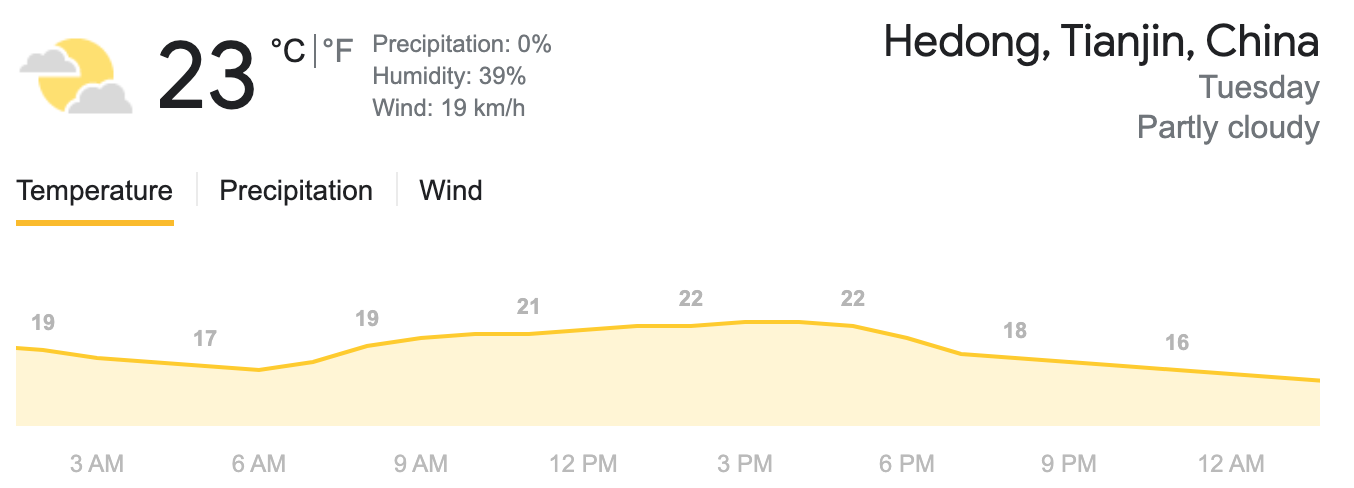 23 °C | °F
Precipitation: 0%
Humidity: 39%
Wind: 19 km/h
Hedong, Tianjin, China
Tuesday
Partly cloudy
Temperature
Precipitation
Wind
19 17 19 21 22 22 18 16
3 AM 6 AM 9 AM 12 PM 3 PM 6 PM 9 PM 12 AM